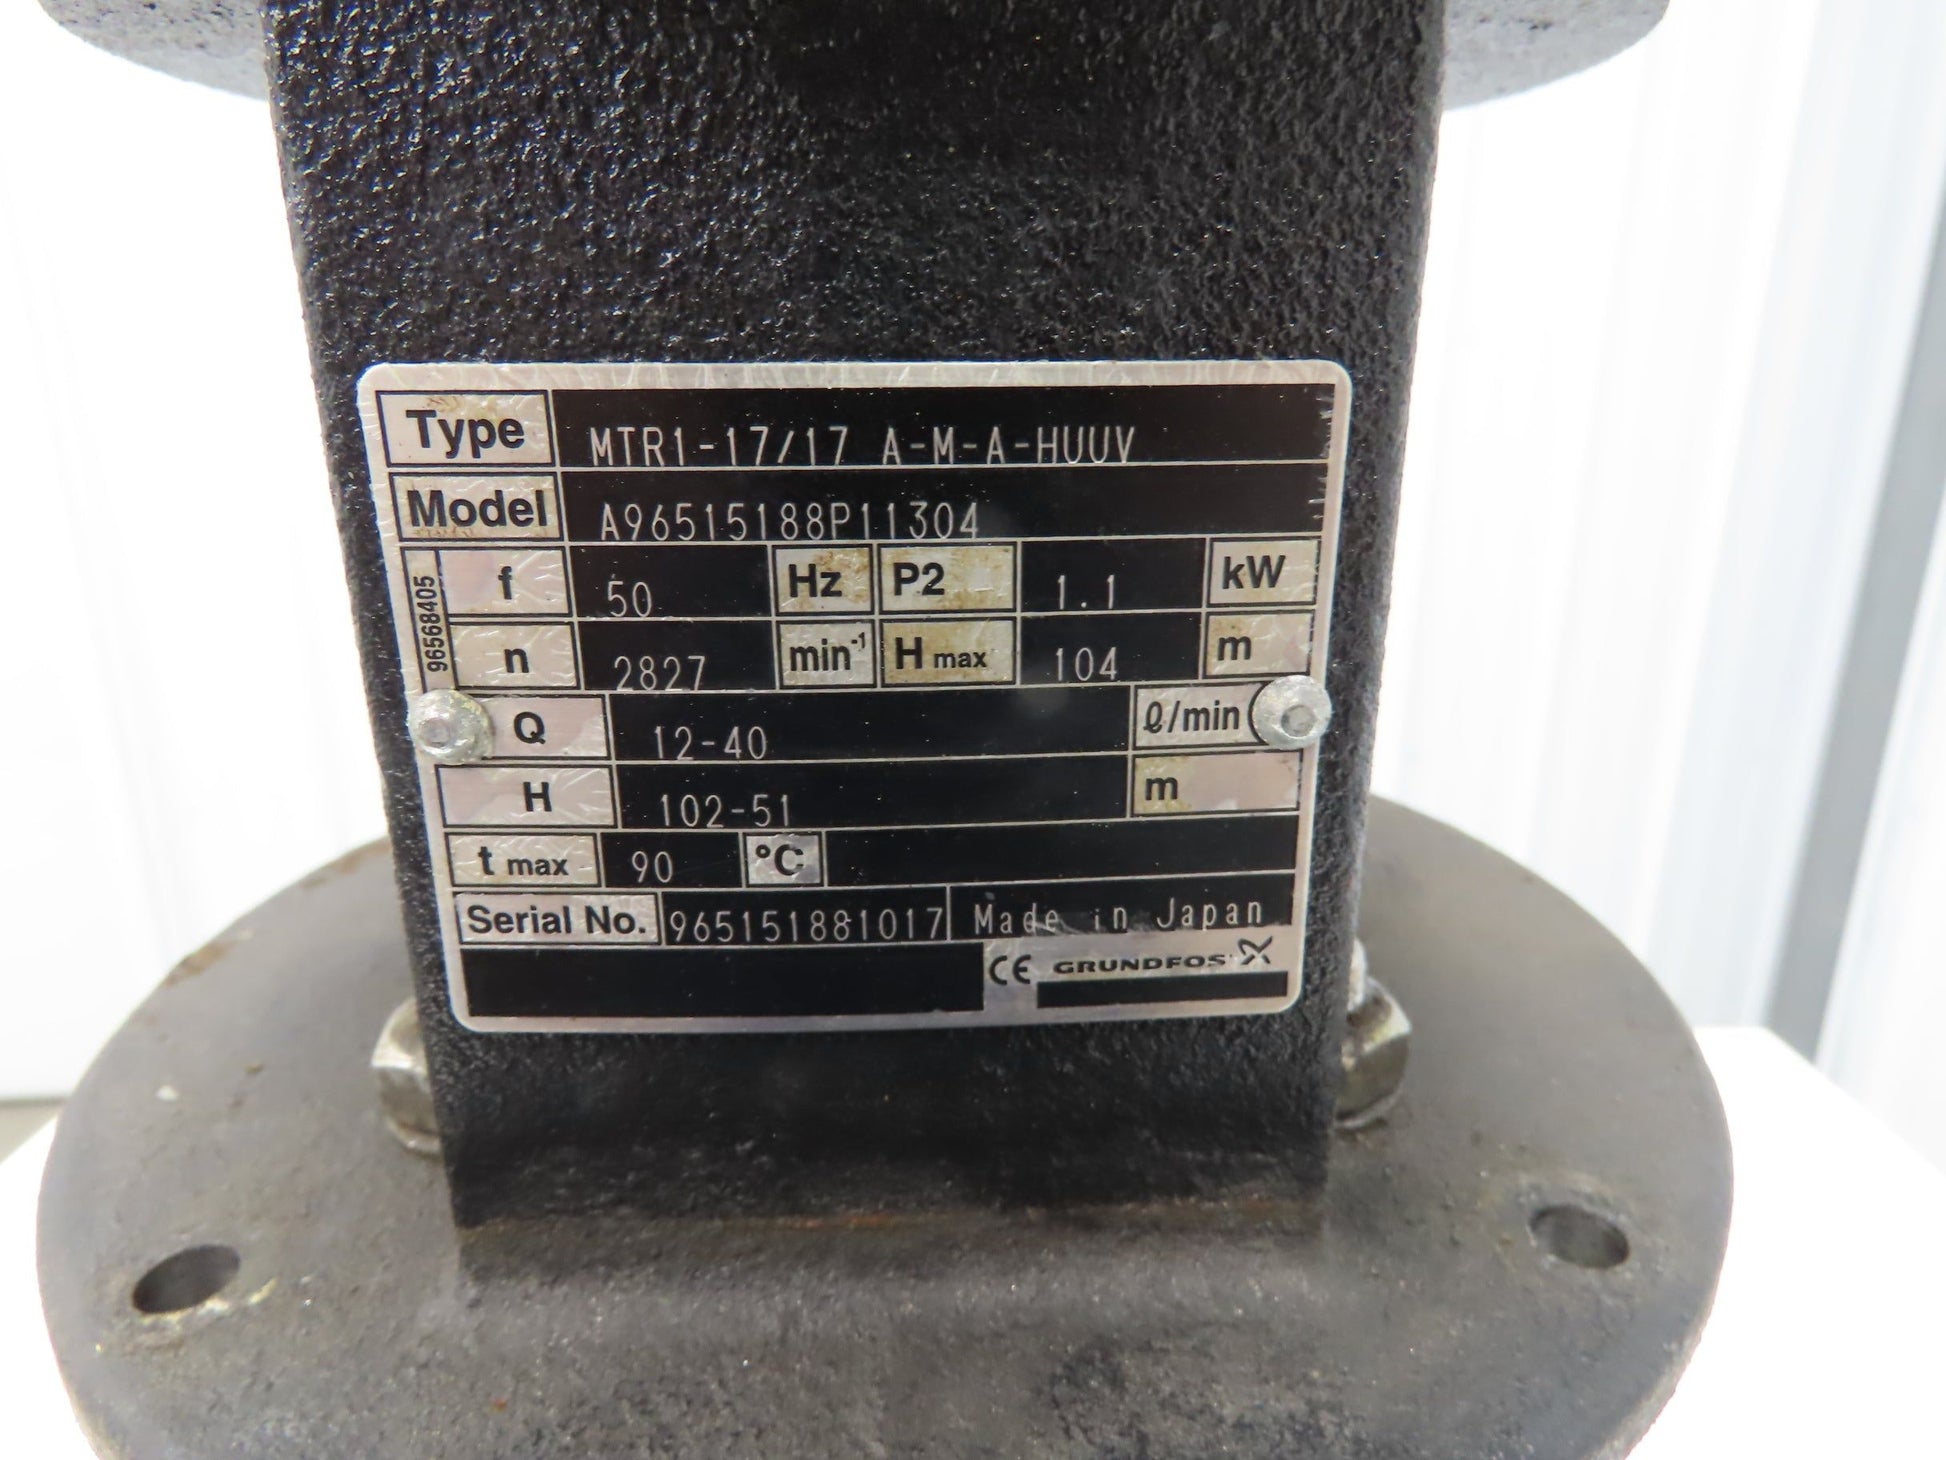 Type MTR1-17/17 A-M-A-HUUV
Model A96515188P11304
96568405
f 50 Hz P2 1.1 kW
n 2827 min-1 H max 104 m
Q 12-40 ℓ/min
H 102-51 m
t max 90 °C
Serial No. 965151881017 Made in Japan
CE GRUNDFOS